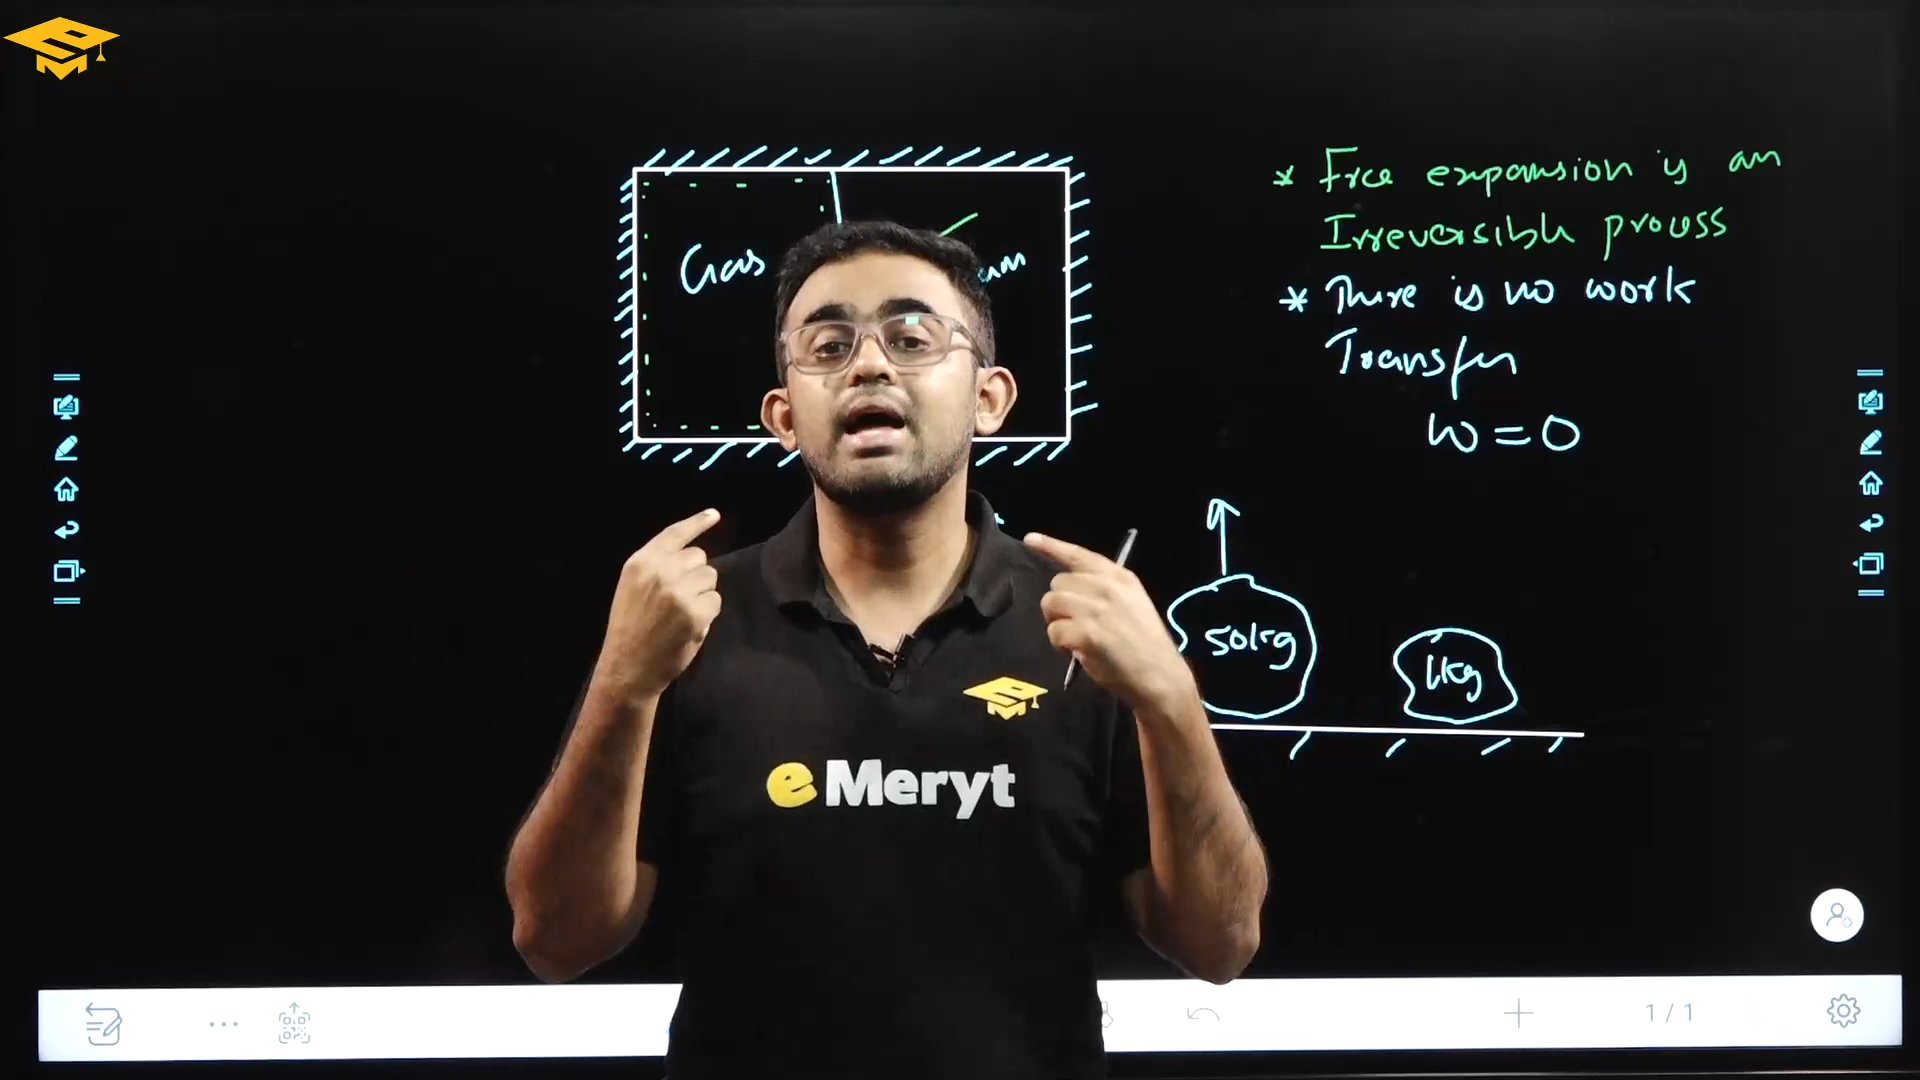 Gas
* Free expansion is an
Irreversible process
* There is no work
Transfer
W = 0
50kg
1kg
eMeryt
1 / 1